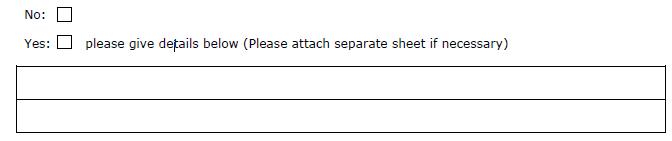 No:
Yes: please give details below (Please attach separate sheet if necessary)